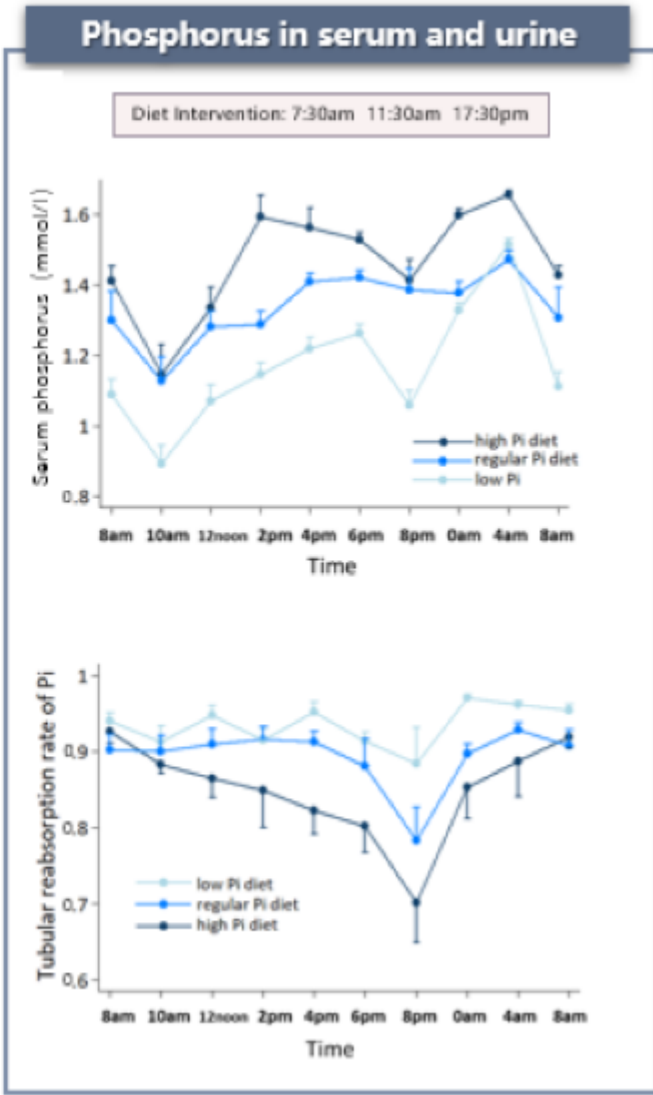 Phosphorus in serum and urine
Diet Intervention: 7:30am 11:30am 17:30pm
Serum phosphorus (mmol/l)
1.6
1.4
1.2
1
0.8
high Pi diet
regular Pi diet
low Pi
8am 10am 12noon 2pm 4pm 6pm 8pm 0am 4am 8am
Time
Tubular reabsorption rate of Pi
1
0.9
0.8
0.7
0.6
low Pi diet
regular Pi diet
high Pi diet
8am 10am 12noon 2pm 4pm 6pm 8pm 0am 4am 8am
Time